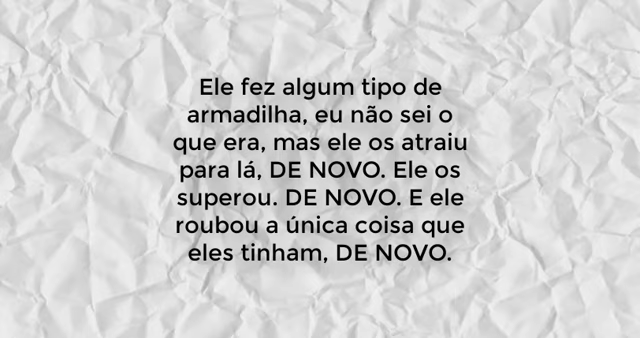 Ele fez algum tipo de
armadilha, eu não sei o
que era, mas ele os atraiu
para lá, DE NOVO. Ele os
superou. DE NOVO. E ele
roubou a única coisa que
eles tinham, DE NOVO.